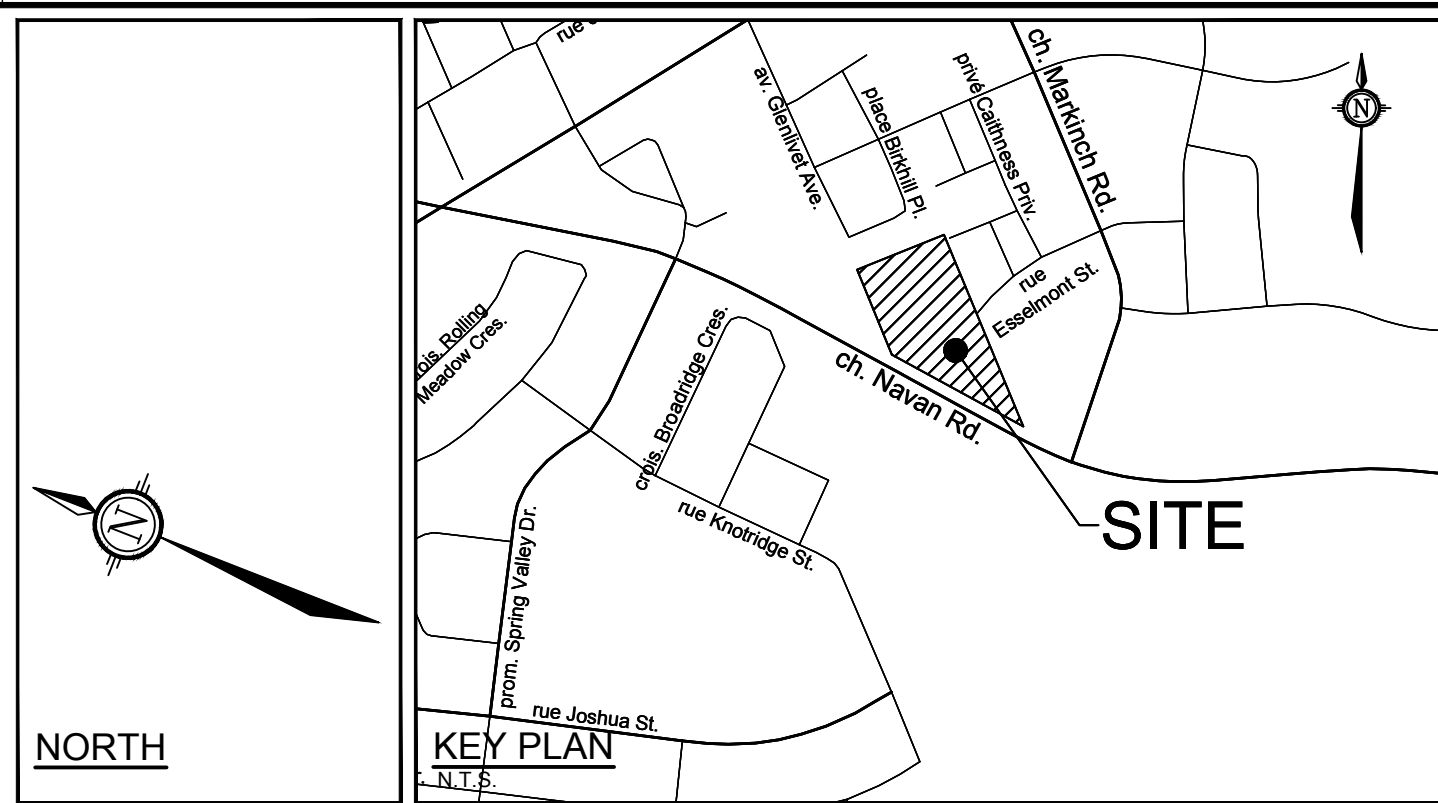 NORTH
N
KEY PLAN
N.T.S.
N
rue
av. Glenlivet Ave.
place Birkhill Pl.
privé Caithness Priv.
ch. Markinch Rd.
rue
Esselmont St.
ch. Navan Rd.
SITE
Rolling
Meadow Cres.
crois. Broadridge Cres.
rue Knotridge St.
prom. Spring Valley Dr.
rue Joshua St.